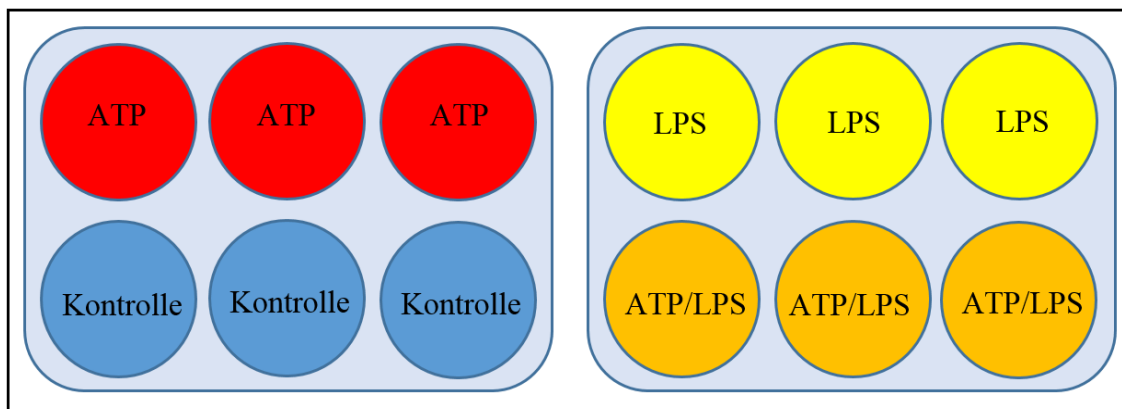 ATP ATP ATP
Kontrolle Kontrolle Kontrolle
LPS LPS LPS
ATP/LPS ATP/LPS ATP/LPS